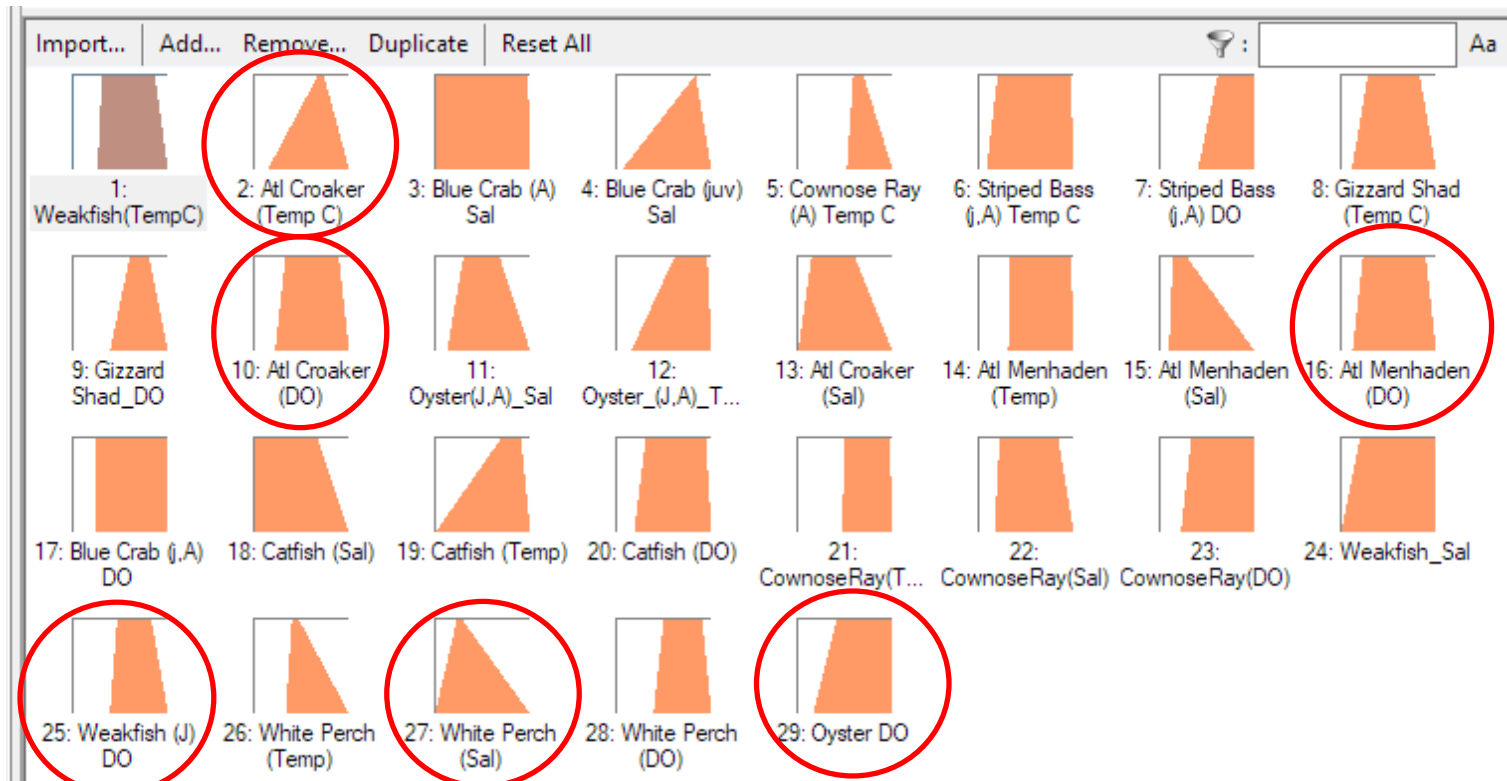 Import... Add... Remove... Duplicate Reset All : Aa
1:
Weakfish(TempC)
2: Atl Croaker
(Temp C)
3: Blue Crab (A)
Sal
4: Blue Crab (juv)
Sal
5: Cownose Ray
(A) Temp C
6: Striped Bass
(j,A) Temp C
7: Striped Bass
(j,A) DO
8: Gizzard Shad
(Temp C)
9: Gizzard
Shad_DO
10: Atl Croaker
(DO)
11:
Oyster(J,A)_Sal
12:
Oyster_(J,A)_T...
13: Atl Croaker
(Sal)
14: Atl Menhaden
(Temp)
15: Atl Menhaden
(Sal)
16: Atl Menhaden
(DO)
17: Blue Crab (j,A)
DO
18: Catfish (Sal)
19: Catfish (Temp)
20: Catfish (DO)
21:
CownoseRay(T...
22:
CownoseRay(Sal)
23:
CownoseRay(DO)
24: Weakfish_Sal
25: Weakfish (J)
DO
26: White Perch
(Temp)
27: White Perch
(Sal)
28: White Perch
(DO)
29: Oyster DO